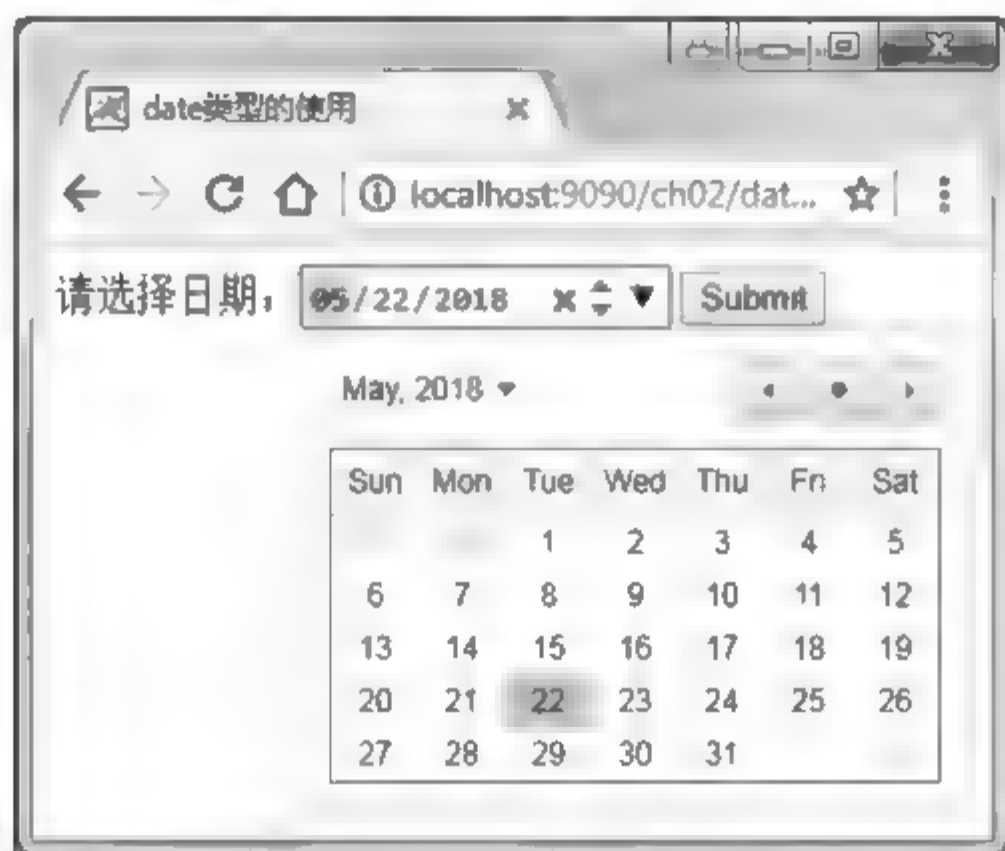 date类型的使用
localhost:9090/ch02/dat...
请选择日期: 05/22/2018 Submit
May, 2018
Sun Mon Tue Wed Thu Fri Sat
1 2 3 4 5
6 7 8 9 10 11 12
13 14 15 16 17 18 19
20 21 22 23 24 25 26
27 28 29 30 31